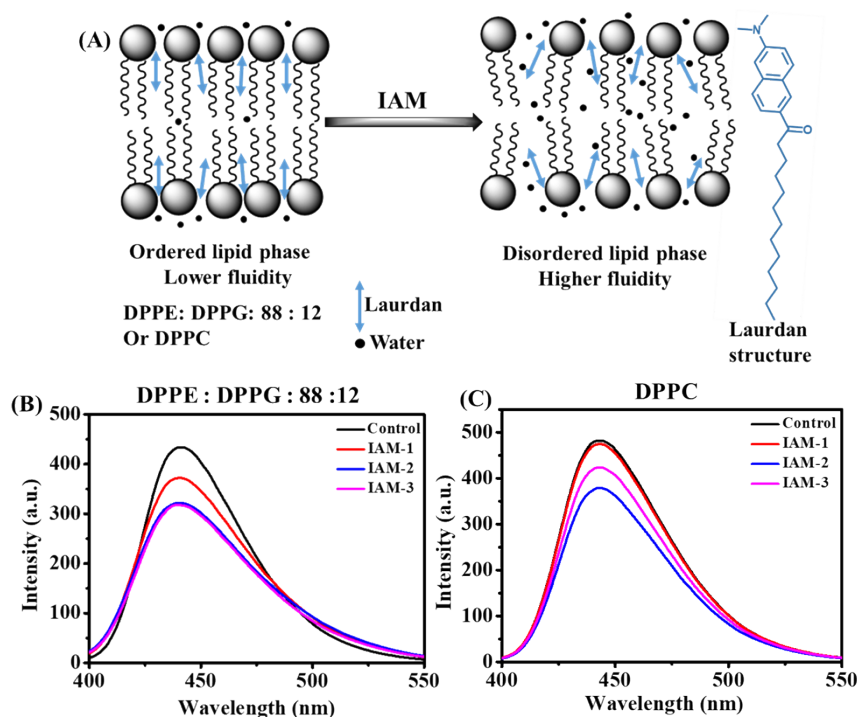 (A)
IAM
Ordered lipid phase
Lower fluidity
Disordered lipid phase
Higher fluidity
DPPE: DPPG: 88 : 12
Or DPPC
Laurdan
Water
N
O
Laurdan
structure
(B)
DPPE : DPPG : 88 :12
Control
IAM-1
IAM-2
IAM-3
500
400
300
200
100
0
Intensity (a.u.)
400
450
500
550
Wavelength (nm)
(C)
DPPC
Control
IAM-1
IAM-2
IAM-3
500
400
300
200
100
0
Intensity (a.u.)
400
450
500
550
Wavelength (nm)